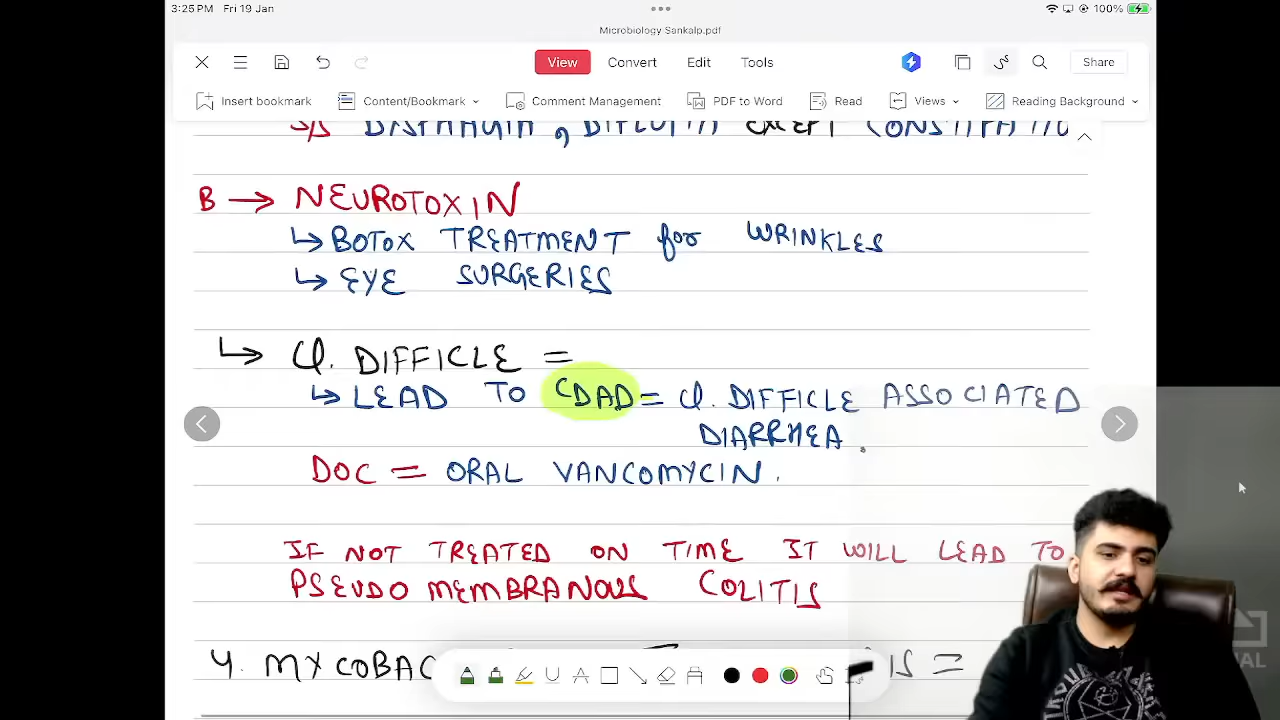 3:25 PM Fri 19 Jan
100%
Microbiology Sankalp.pdf
View Convert Edit Tools Share
Insert bookmark Content/Bookmark Comment Management PDF to Word Read Views Reading Background
S/S
B → NEUROTOXIN
↳ BOTOX TREATMENT for WRINKLES
↳ EYE SURGERIES
↳ Cl. DIFFICLE =
↳ LEAD TO CDAD = Cl. DIFFICLE ASSOCIATED
DIARRHEA.
DOC = ORAL VANCOMYCIN.
IF NOT TREATED ON TIME IT WILL LEAD TO
PSEUDO MEMBRANOUS COLITIS
4. MYCOBAC